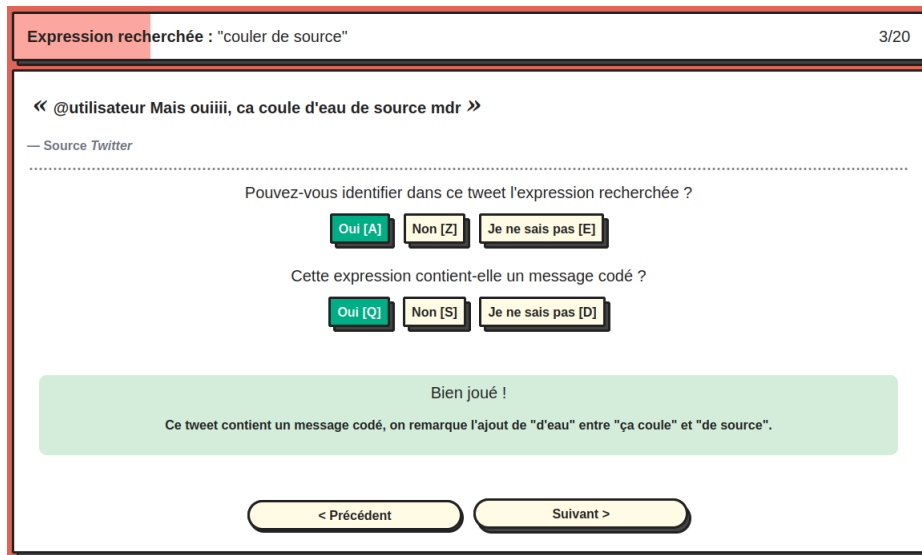 Expression recherchée : "couler de source"
3/20
« @utilisateur Mais ouiiii, ca coule d'eau de source mdr »
— Source Twitter
Pouvez-vous identifier dans ce tweet l'expression recherchée ?
Oui [A] Non [Z] Je ne sais pas [E]
Cette expression contient-elle un message codé ?
Oui [Q] Non [S] Je ne sais pas [D]
Bien joué !
Ce tweet contient un message codé, on remarque l'ajout de "d'eau" entre "ça coule" et "de source".
< Précédent Suivant >